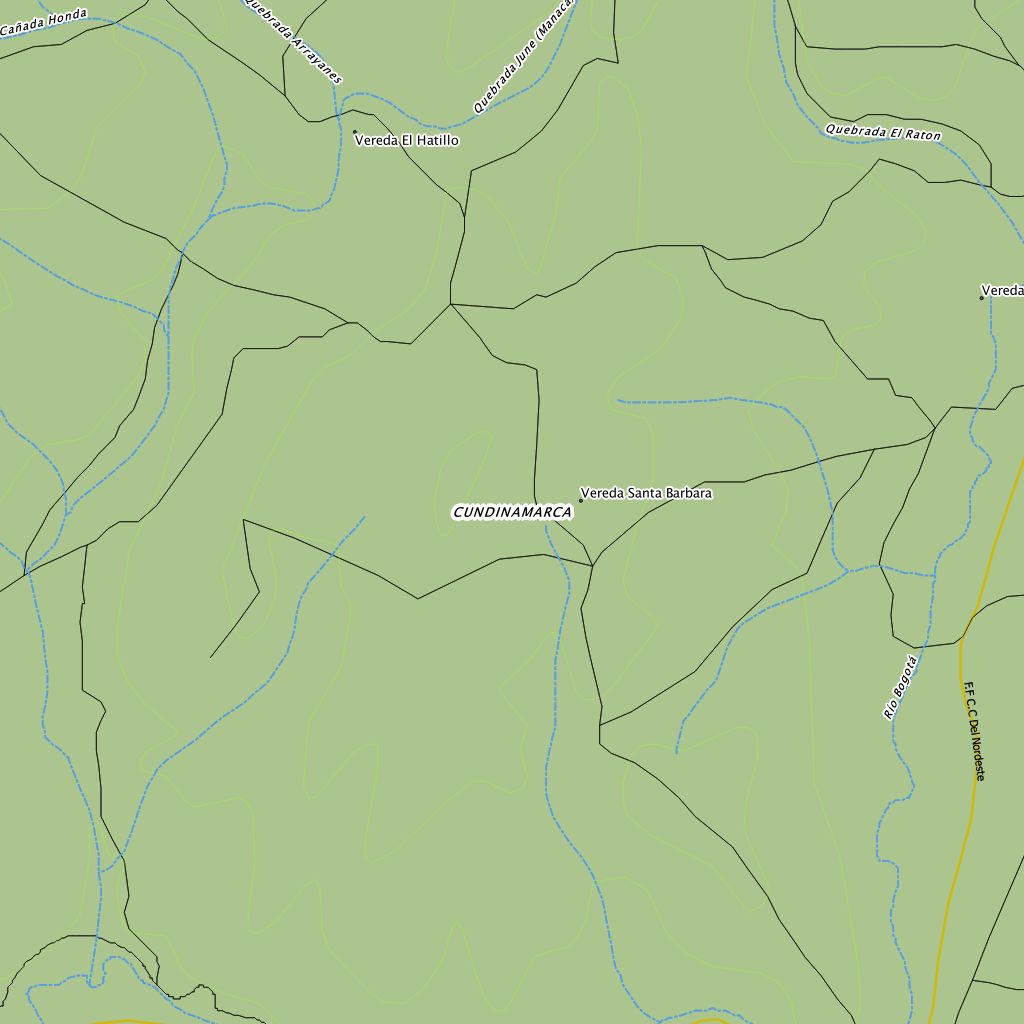 Cañada Honda
Quebrada Arrayanes
Quebrada June (Manaca
Quebrada El Raton
Vereda El Hatillo
Vereda
Vereda Santa Barbara
CUNDINAMARCA
Río Bogotá
F.F C.C Del Nordeste